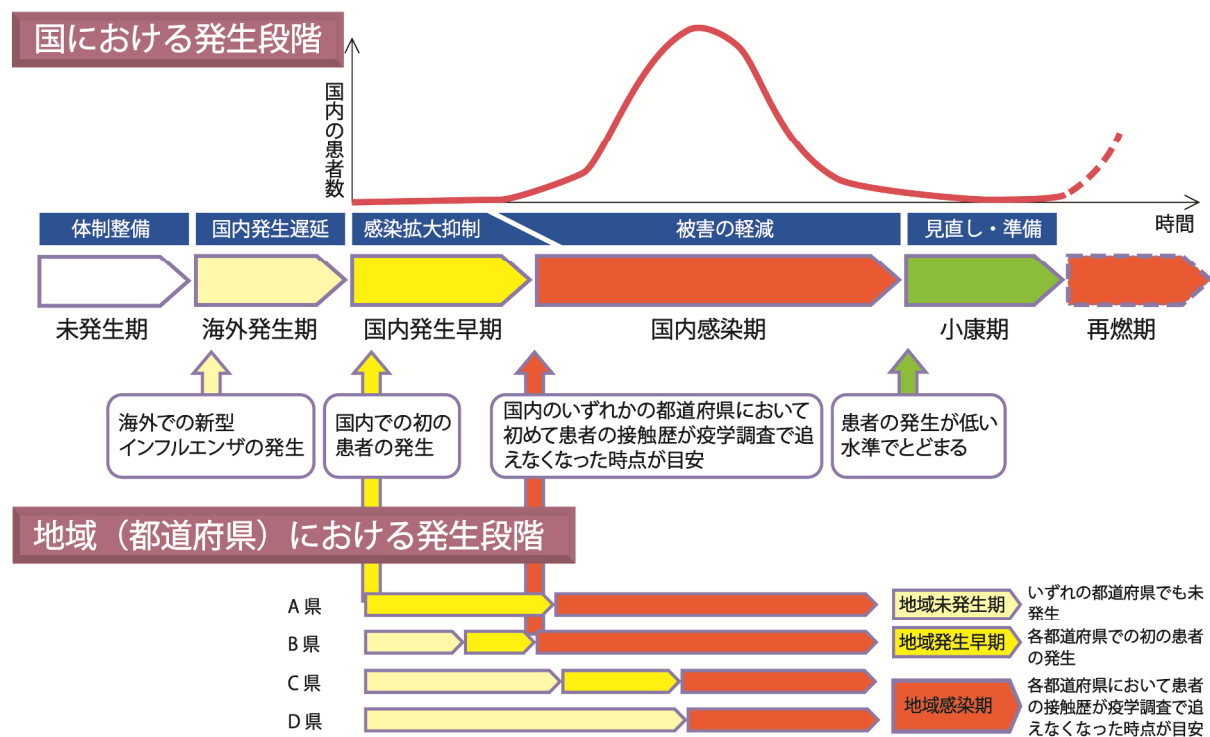 国における発生段階
国内の患者数
時間
体制整備
国内発生遅延
感染拡大抑制
被害の軽減
見直し・準備
未発生期
海外発生期
国内発生早期
国内感染期
小康期
再燃期
海外での新型
インフルエンザの発生
国内での初の
患者の発生
国内のいずれかの都道府県において
初めて患者の接触歴が疫学調査で追
えなくなった時点が目安
患者の発生が低い
水準でとどまる
地域（都道府県）における発生段階
A 県
B 県
C 県
D 県
地域未発生期
いずれの都道府県でも未
発生
地域発生早期
各都道府県での初の患者
の発生
地域感染期
各都道府県において患者
の接触歴が疫学調査で追
えなくなった時点が目安